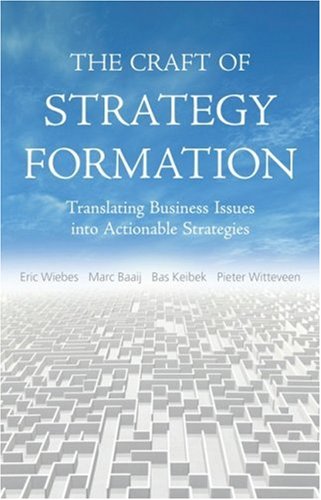 THE CRAFT OF
STRATEGY
FORMATION
Translating Business Issues
into Actionable Strategies
Eric Wiebes Marc Baaij Bas Keibek Pieter Witteveen